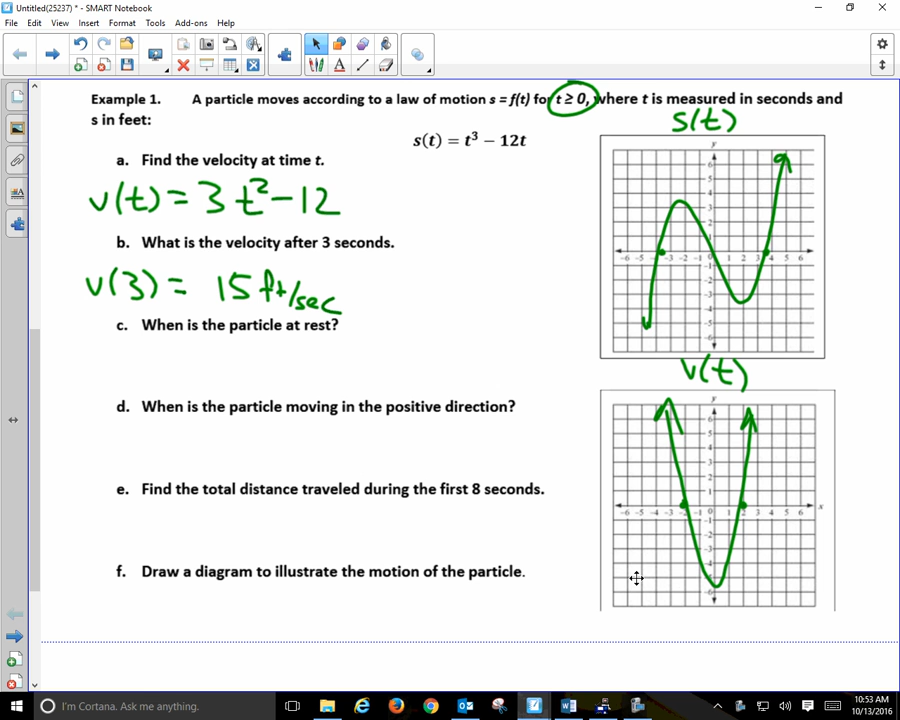 Untitled(25237) * - SMART Notebook
File Edit View Insert Format Tools Add-ons Help
Example 1. A particle moves according to a law of motion s = f(t) for t ≥ 0, where t is measured in seconds and
s in feet:
s(t)
s(t) = t³ − 12t
a. Find the velocity at time t.
v(t) = 3t² − 12
b. What is the velocity after 3 seconds.
v(3) = 15 ft/sec
c. When is the particle at rest?
v(t)
d. When is the particle moving in the positive direction?
e. Find the total distance traveled during the first 8 seconds.
f. Draw a diagram to illustrate the motion of the particle.
I'm Cortana. Ask me anything.
10:53 AM
10/13/2016